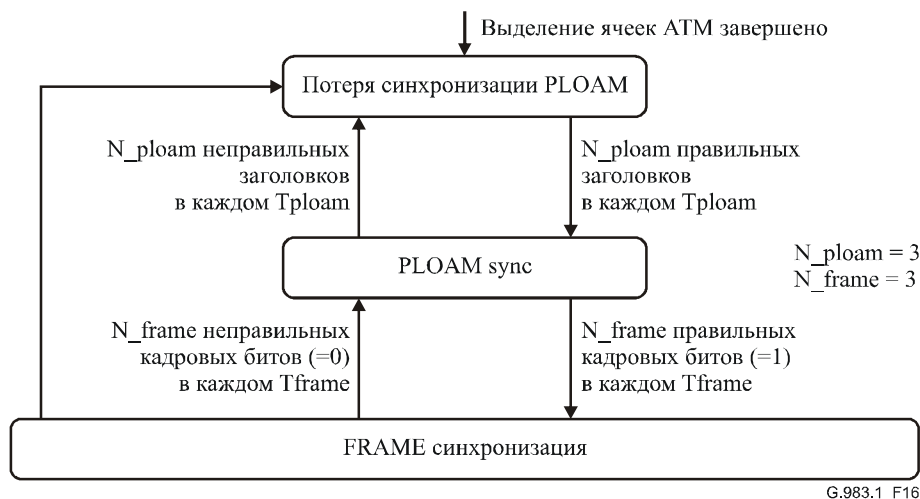 Выделение ячеек ATM завершено
Потеря синхронизации PLOAM
N_ploam неправильных
заголовков
в каждом Tploam
N_ploam правильных
заголовков
в каждом Tploam
PLOAM sync
N_ploam = 3
N_frame = 3
N_frame неправильных
кадровых битов (=0)
в каждом Tframe
N_frame правильных
кадровых битов (=1)
в каждом Tframe
FRAME синхронизация
G.983.1_F16